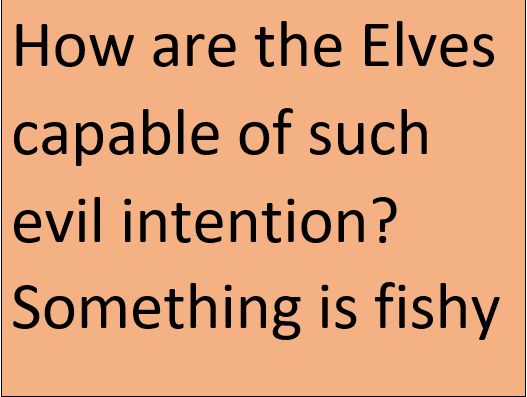 How are the Elves
capable of such
evil intention?
Something is fishy